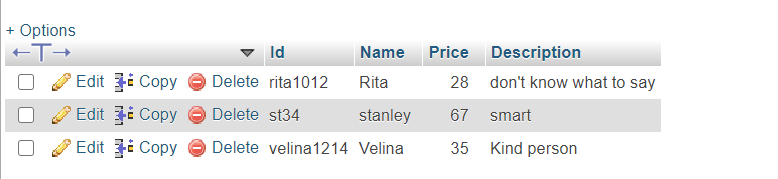 + Options
Id Name Price Description
Edit Copy Delete rita1012 Rita 28 don't know what to say
Edit Copy Delete st34 stanley 67 smart
Edit Copy Delete velina1214 Velina 35 Kind person